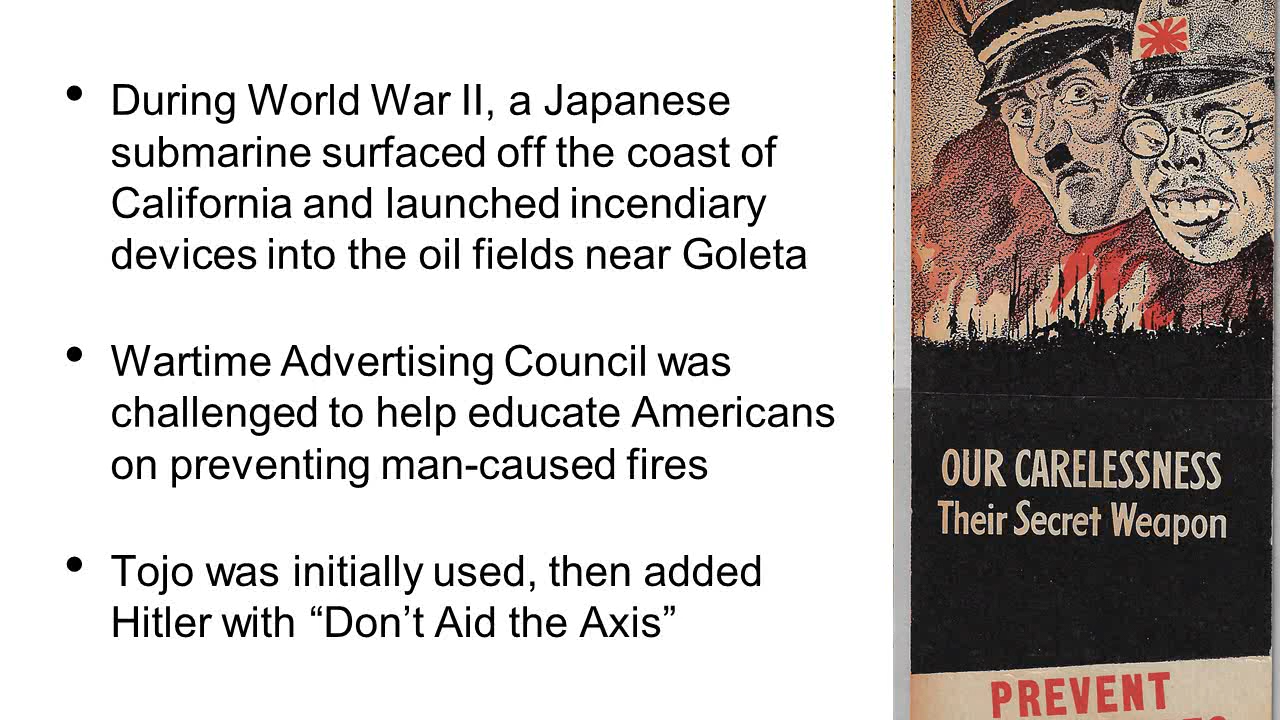 • During World War II, a Japanese
submarine surfaced off the coast of
California and launched incendiary
devices into the oil fields near Goleta
• Wartime Advertising Council was
challenged to help educate Americans
on preventing man-caused fires
• Tojo was initially used, then added
Hitler with “Don’t Aid the Axis”
OUR CARELESSNESS
Their Secret Weapon
PREVENT